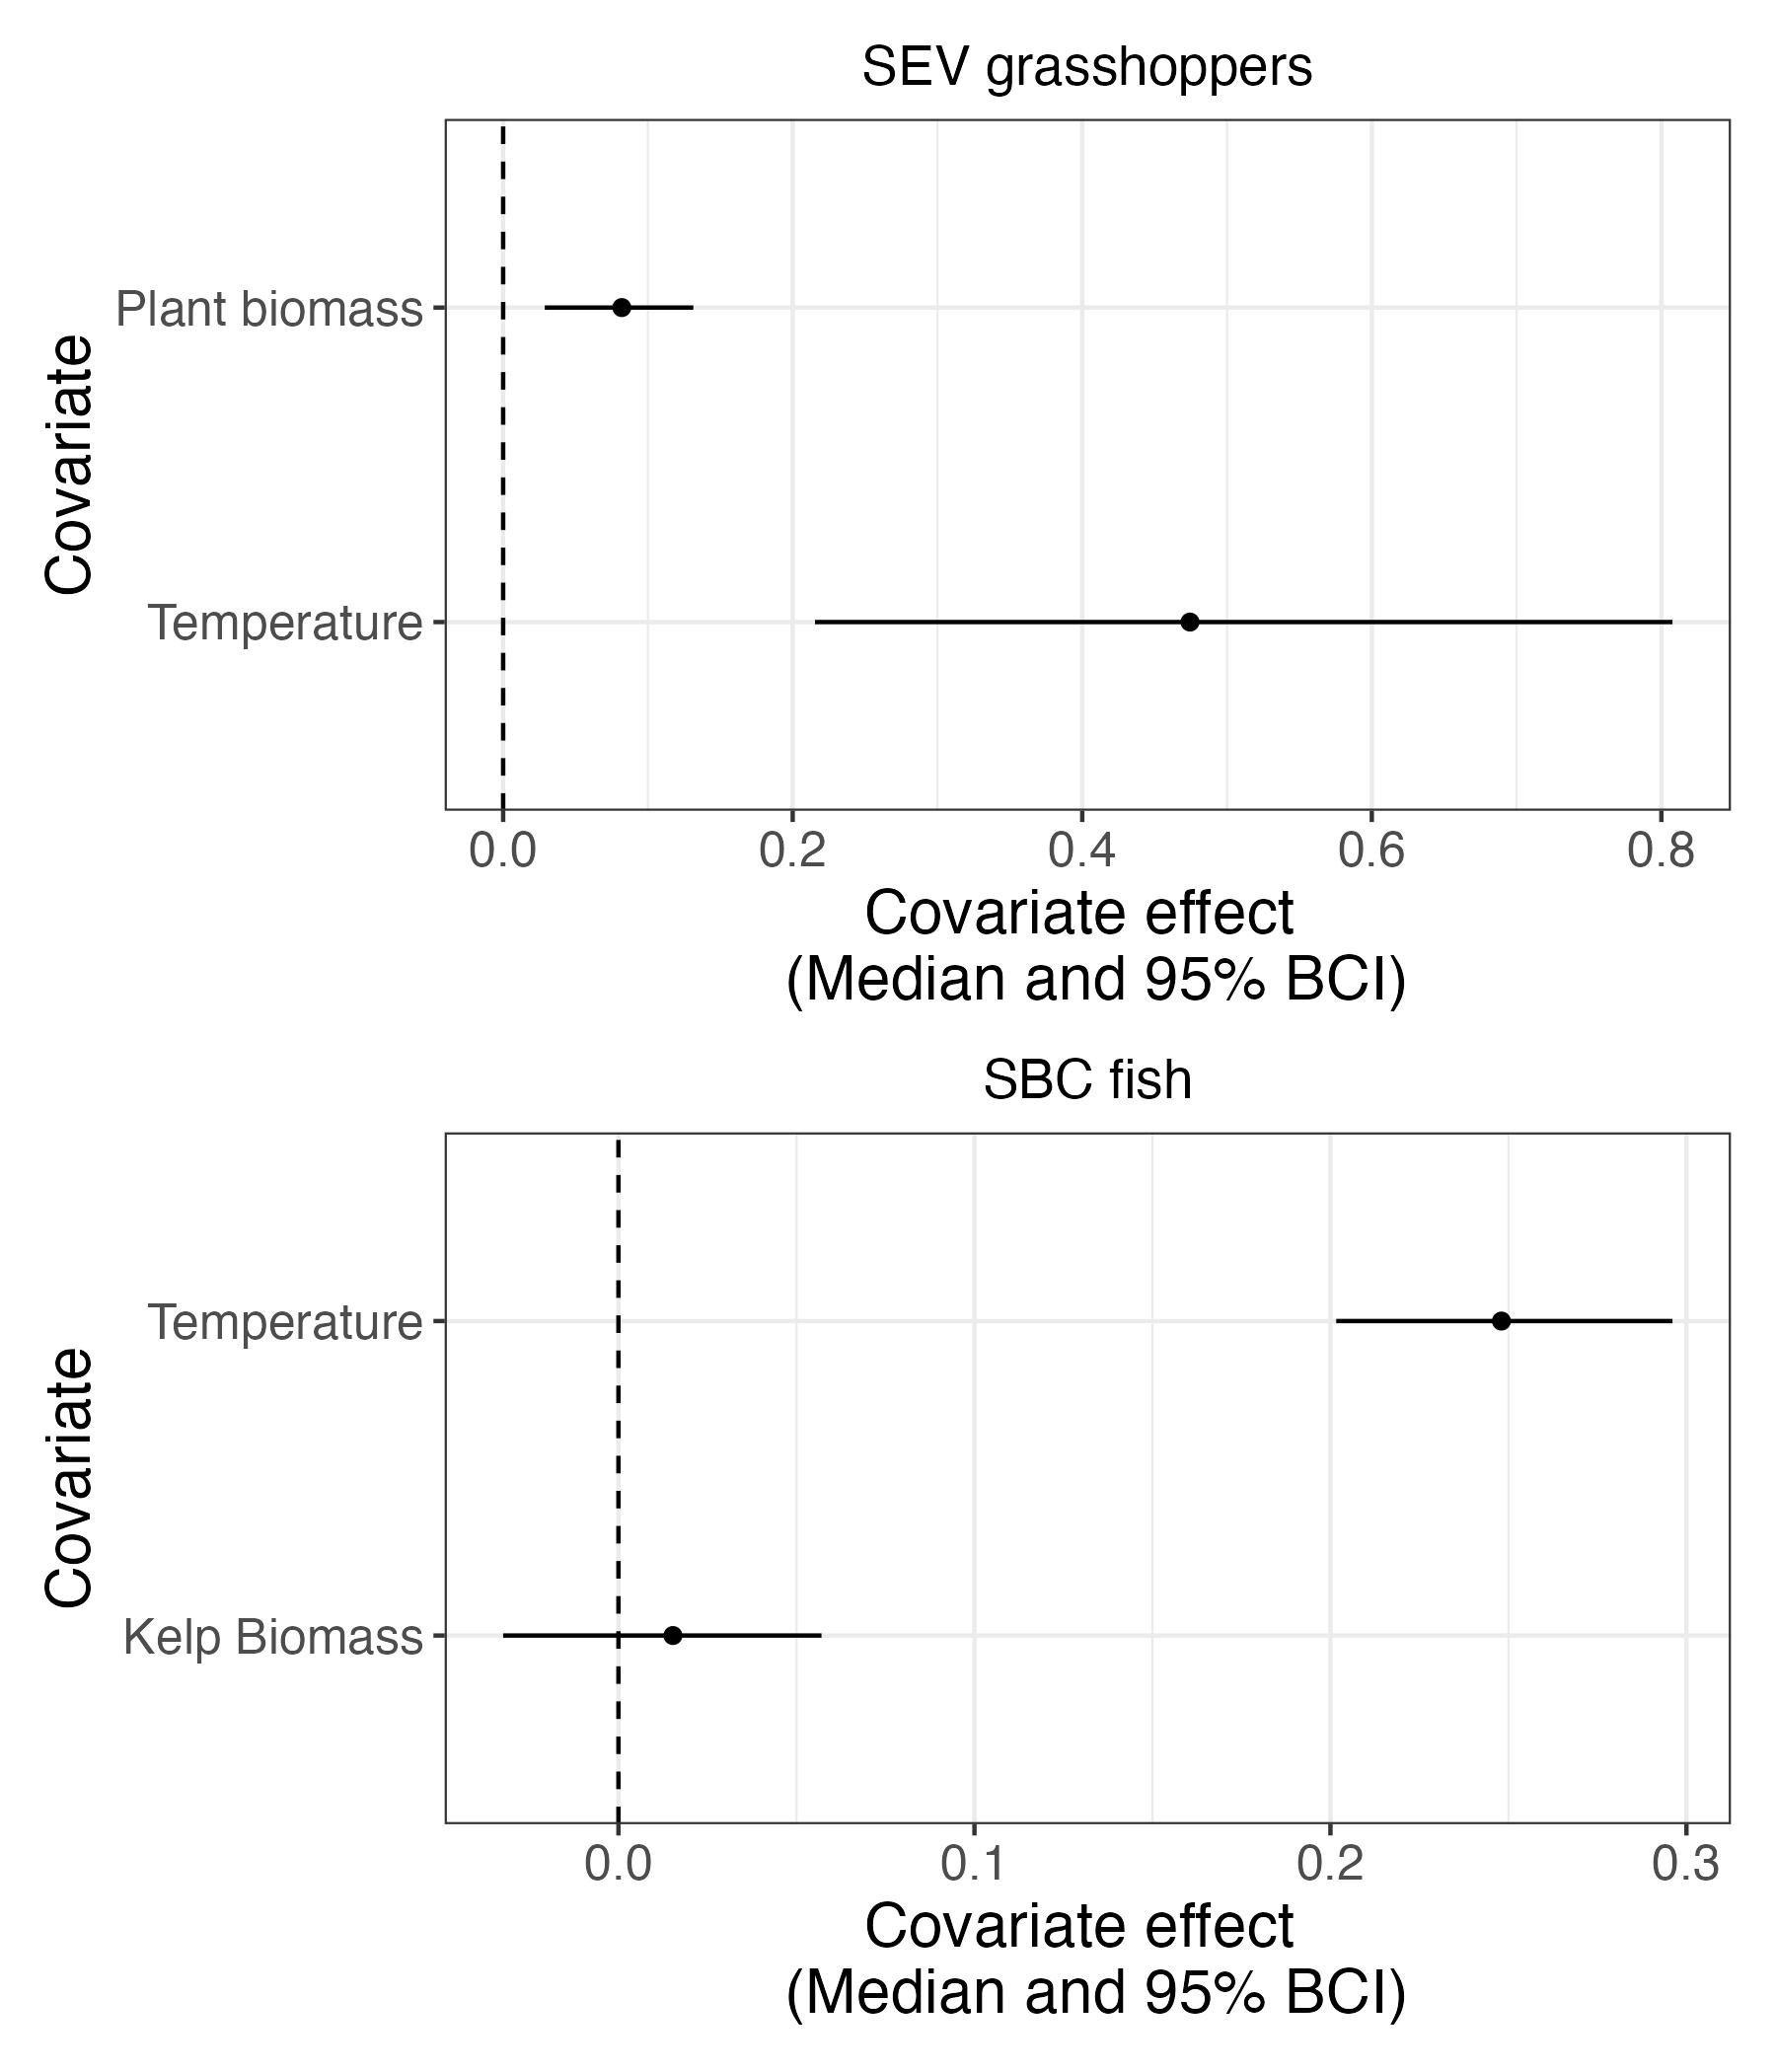 SEV grasshoppers
Covariate
Plant biomass
Temperature
0.0 0.2 0.4 0.6 0.8
Covariate effect
(Median and 95% BCI)
SBC fish
Covariate
Temperature
Kelp Biomass
0.0 0.1 0.2 0.3
Covariate effect
(Median and 95% BCI)